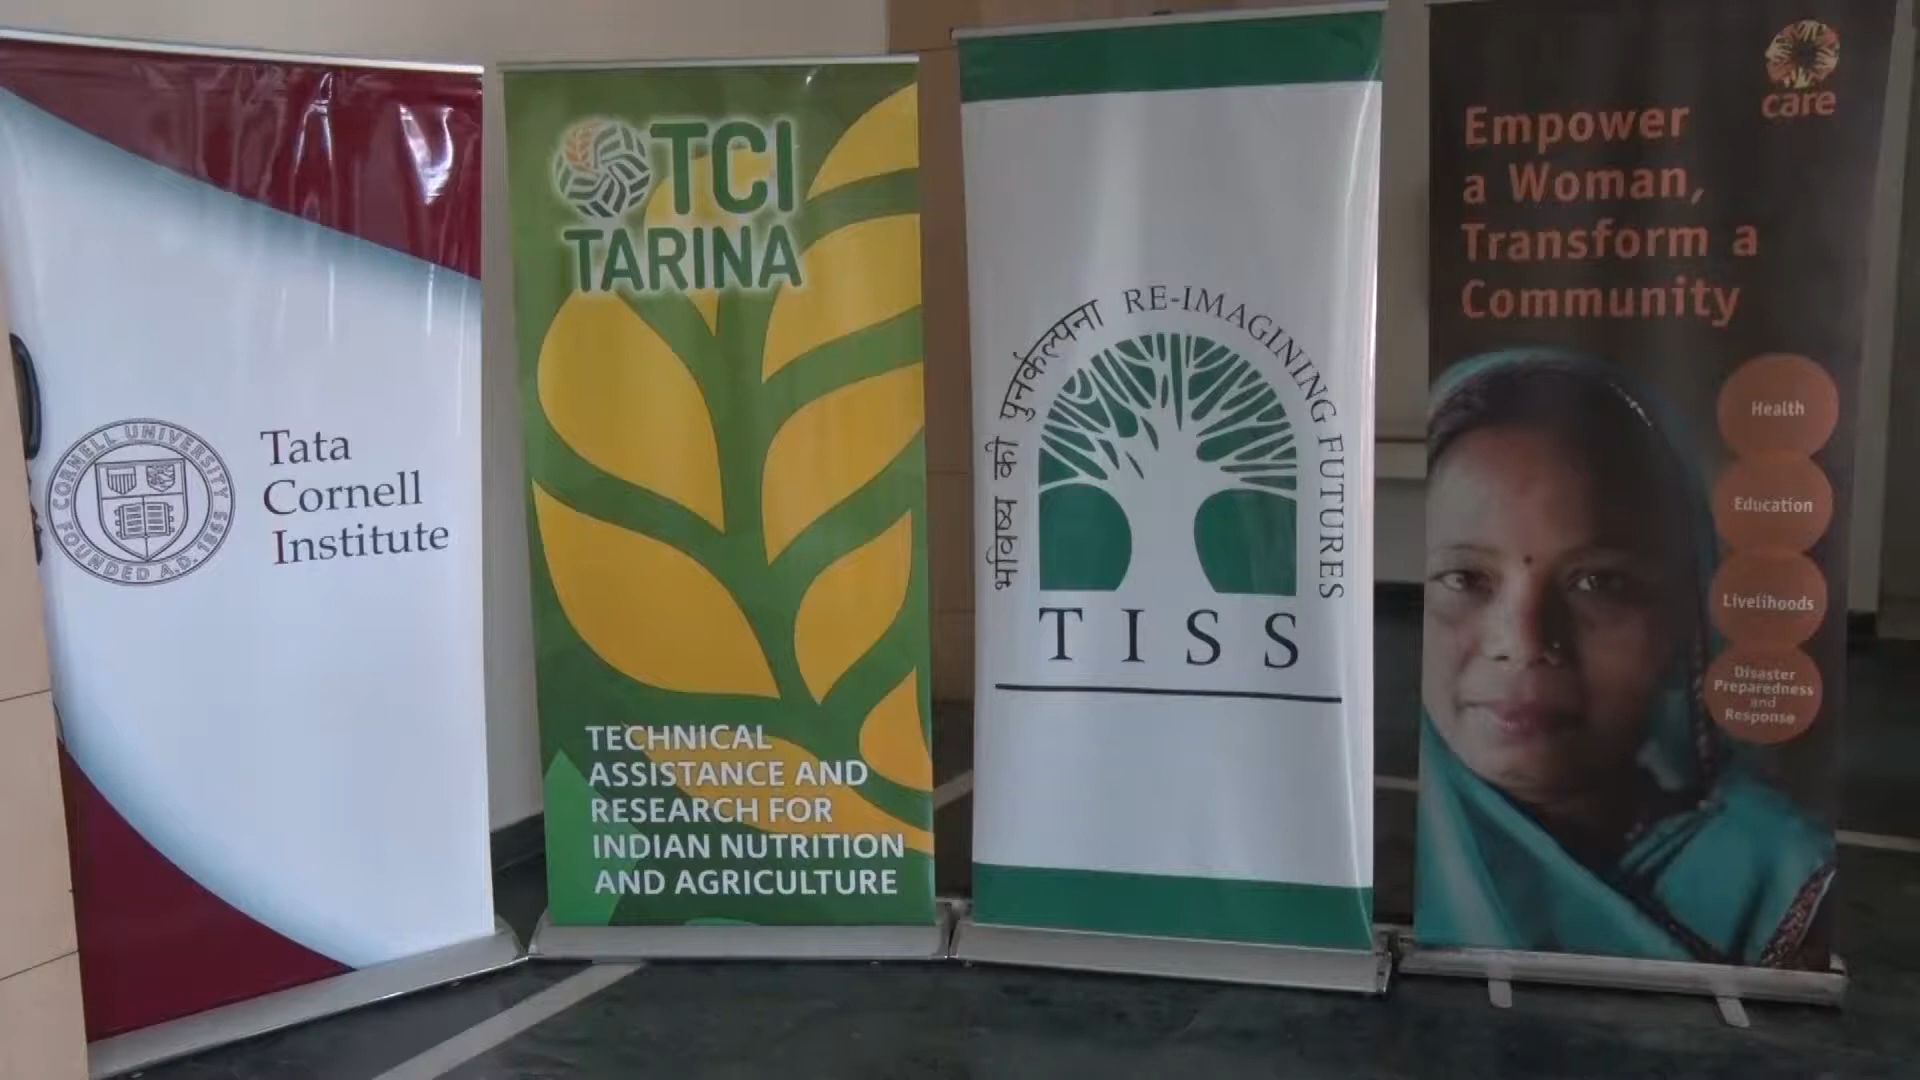 CORNELL UNIVERSITY
FOUNDED A.D. 1865
Tata
Cornell
Institute
TCI
TARINA
TECHNICAL
ASSISTANCE AND
RESEARCH FOR
INDIAN NUTRITION
AND AGRICULTURE
भविष्य की पुनर्कल्पना RE-IMAGINING FUTURES
TISS
care
Empower
a Woman,
Transform a
Community
Health
Education
Livelihoods
Disaster
Preparedness
and
Response